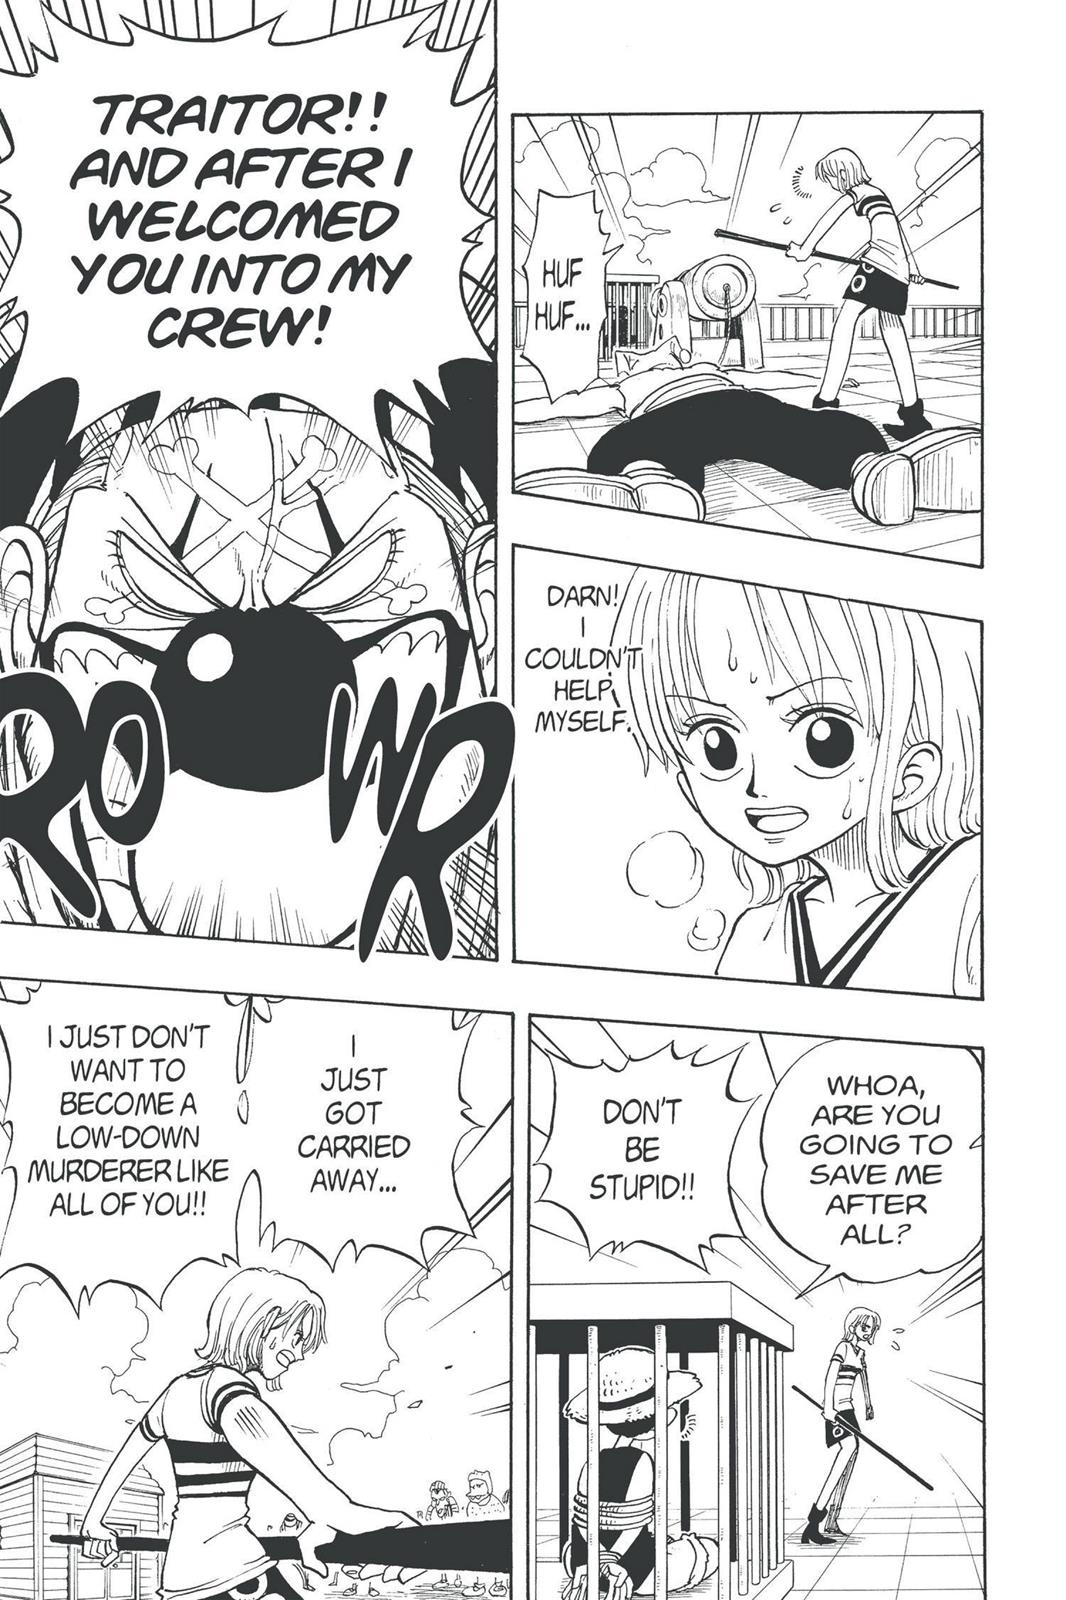 HUF
HUF...
DARN!
I
COULDN'T
HELP
MYSELF.
TRAITOR!!
AND AFTER I
WELCOMED
YOU INTO MY
CREW!
ROWR
WHOA,
ARE YOU
GOING TO
SAVE ME
AFTER
ALL?
DON'T
BE
STUPID!!
I
JUST
GOT
CARRIED
AWAY...
I JUST DON'T
WANT TO
BECOME A
LOW-DOWN
MURDERER LIKE
ALL OF YOU!!